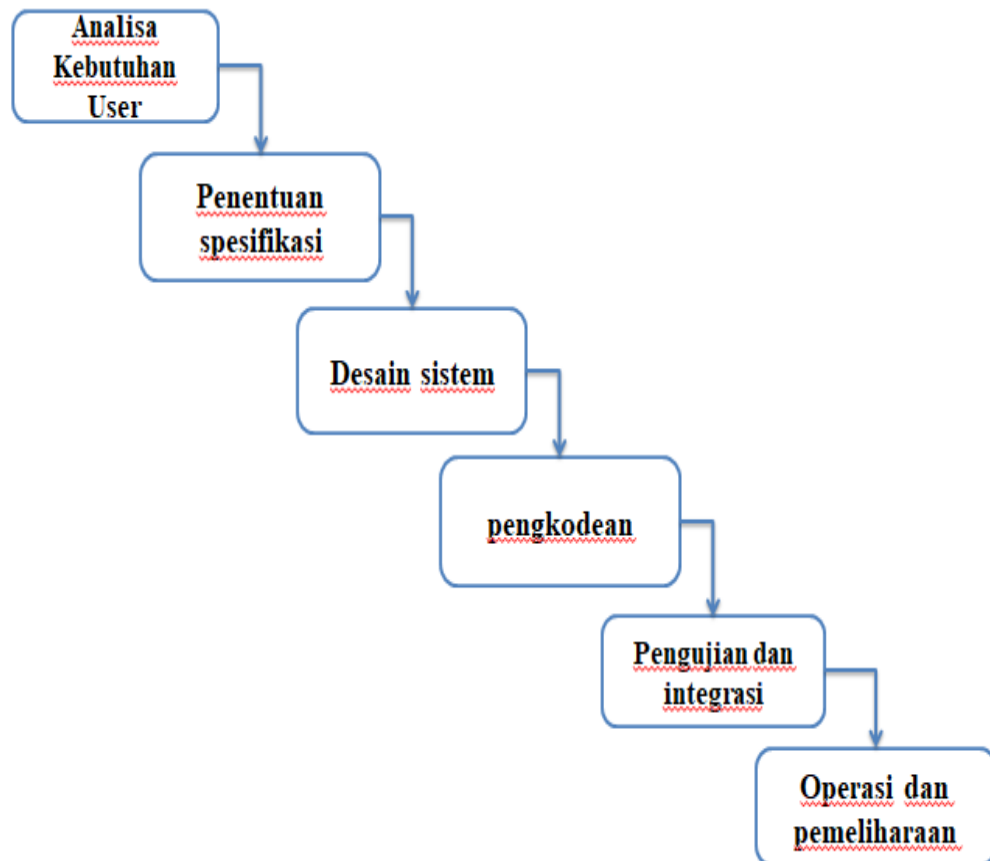 Analisa
Kebutuhan
User
Penentuan
spesifikasi
Desain sistem
pengkodean
Pengujian dan
integrasi
Operasi dan
pemeliharaan